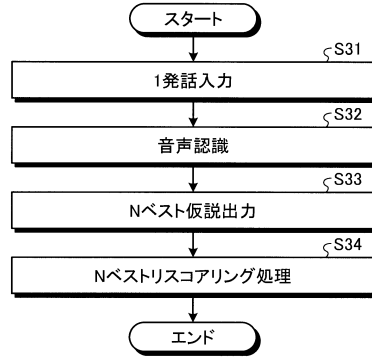 スタート
S31
1発話入力
S32
音声認識
S33
Nベスト仮説出力
S34
Nベストリスコアリング処理
エンド